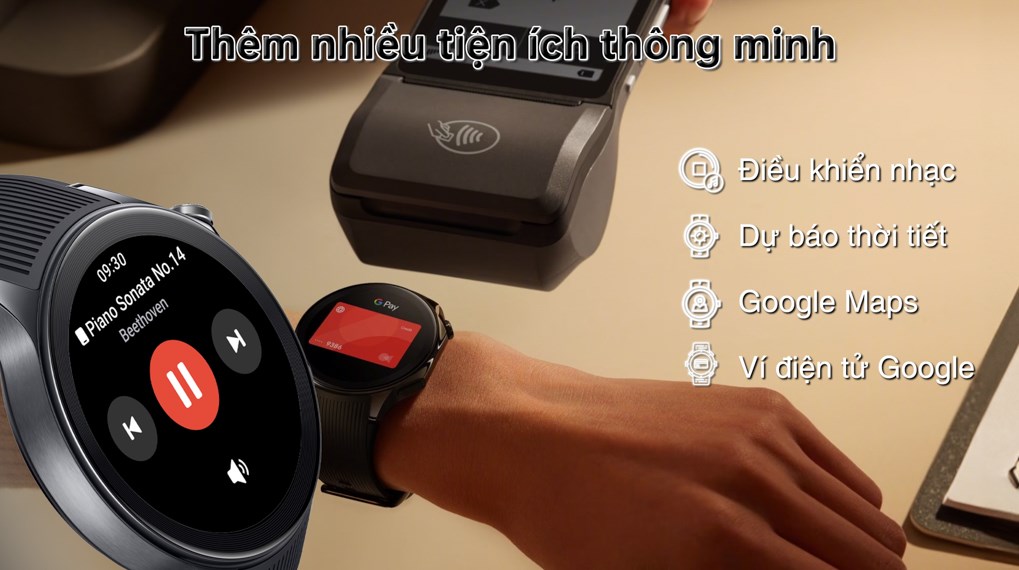 Thêm nhiều tiện ích thông minh
Điều khiển nhạc
Dự báo thời tiết
Google Maps
Ví điện tử Google
09:30
Piano Sonata No.14
Beethoven
G Pay
9386